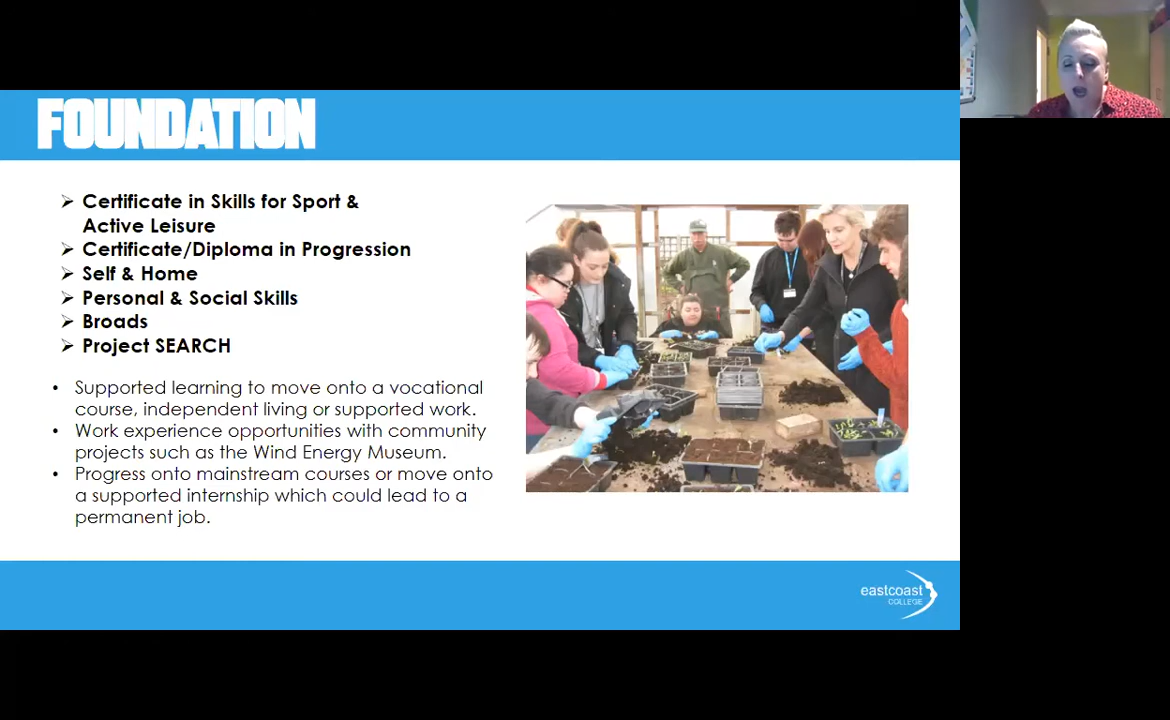 FOUNDATION
➢ Certificate in Skills for Sport &
Active Leisure
➢ Certificate/Diploma in Progression
➢ Self & Home
➢ Personal & Social Skills
➢ Broads
➢ Project SEARCH
• Supported learning to move onto a vocational
course, independent living or supported work.
• Work experience opportunities with community
projects such as the Wind Energy Museum.
• Progress onto mainstream courses or move onto
a supported internship which could lead to a
permanent job.
eastcoast
COLLEGE